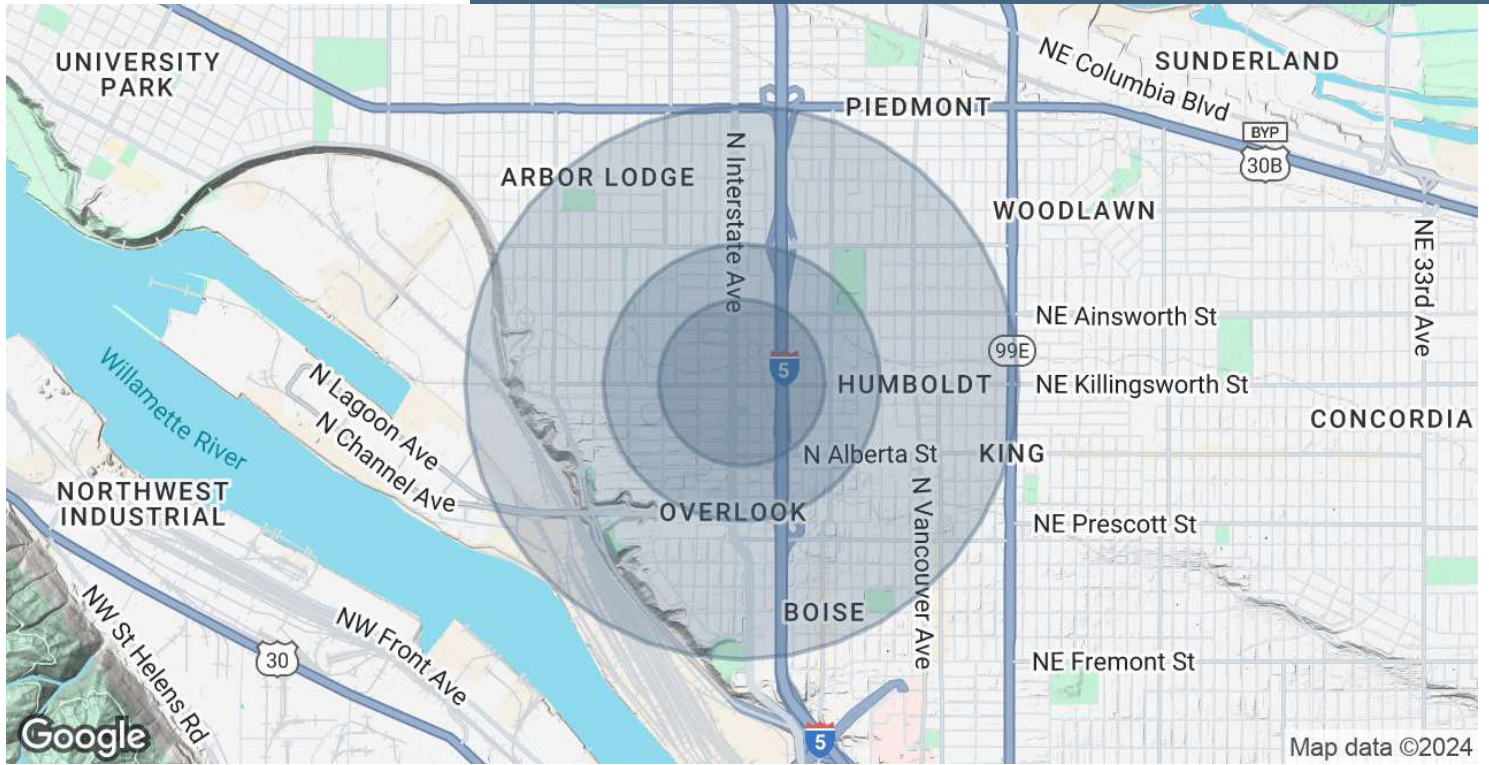 UNIVERSITY
PARK
SUNDERLAND
NE Columbia Blvd
PIEDMONT
BYP
30B
N Interstate Ave
ARBOR LODGE
WOODLAWN
NE 33rd Ave
NE Ainsworth St
99E
5
HUMBOLDT
NE Killingsworth St
Willamette River
N Lagoon Ave
N Channel Ave
CONCORDIA
N Alberta St
KING
NORTHWEST
INDUSTRIAL
OVERLOOK
N Vancouver Ave
NE Prescott St
NW St Helens Rd
NW Front Ave
BOISE
30
NE Fremont St
Google
5
Map data ©2024